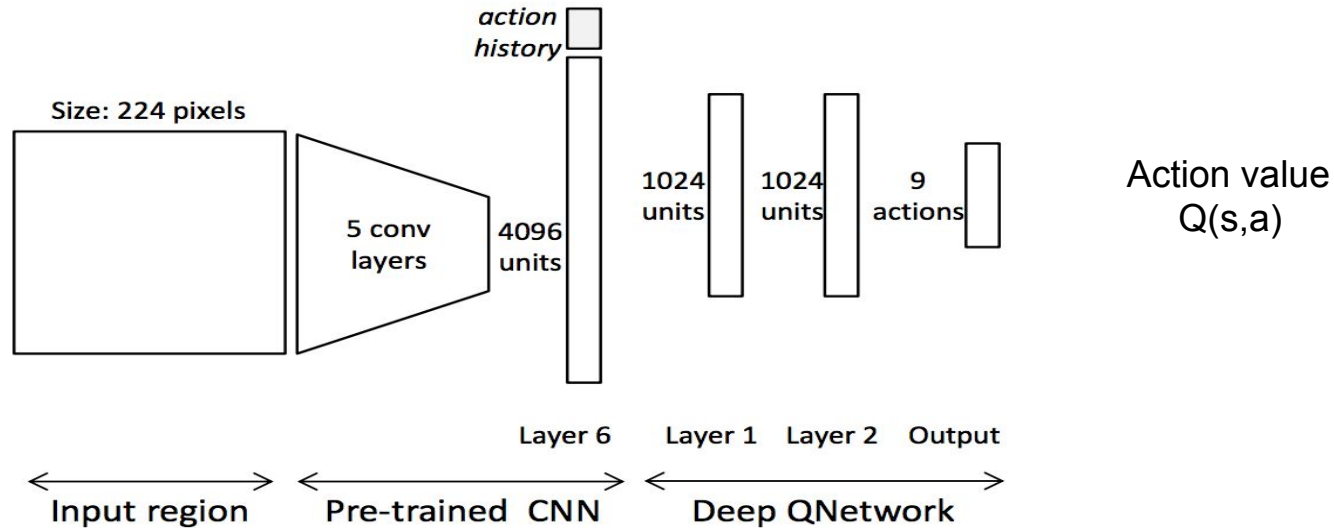 action
history
Size: 224 pixels
5 conv
layers
4096
units
1024
units
1024
units
9
actions
Action value
Q(s,a)
Layer 6
Layer 1
Layer 2
Output
Input region
Pre-trained CNN
Deep QNetwork